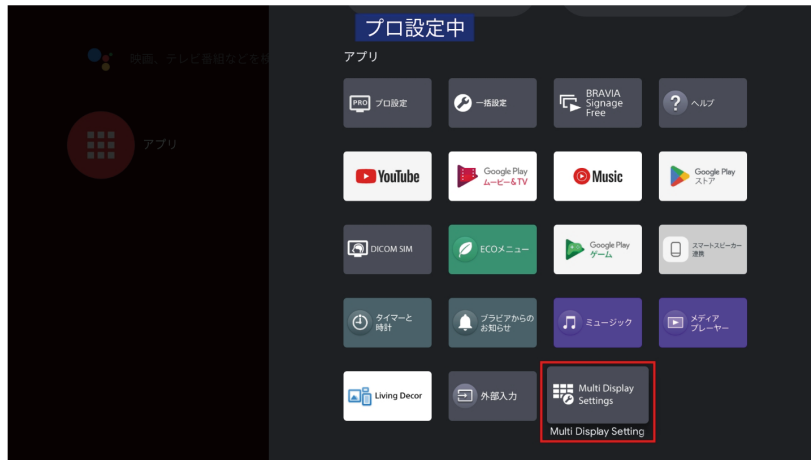 プロ設定中
映画、テレビ番組などを検
アプリ
アプリ
PRO プロ設定
一括設定
BRAVIA
Signage
Free
? ヘルプ
YouTube
Google Play
ムービー&TV
Music
Google Play
ストア
DICOM SIM
ECOメニュー
Google Play
ゲーム
スマートスピーカー
連携
タイマーと
時計
ブラビアからの
お知らせ
ミュージック
メディア
プレーヤー
Living Decor
外部入力
Multi Display
Settings
Multi Display Setting